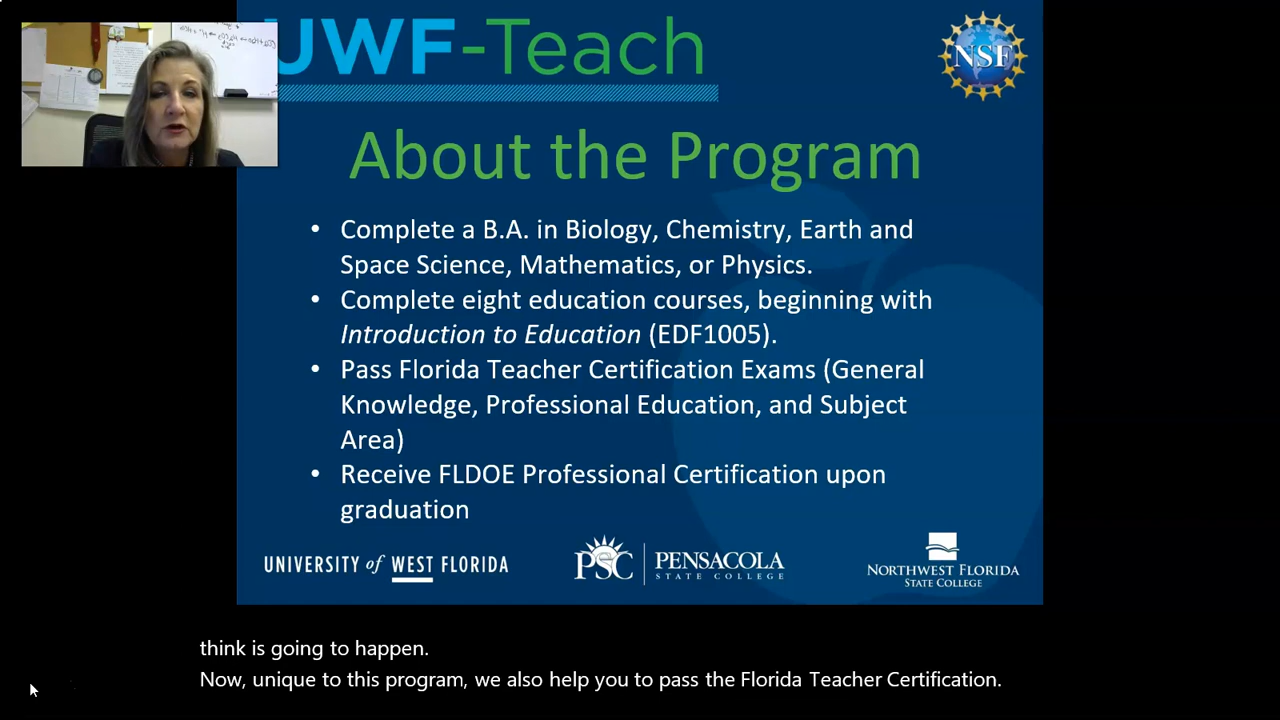 UWF-Teach
NSF
About the Program
• Complete a B.A. in Biology, Chemistry, Earth and
Space Science, Mathematics, or Physics.
• Complete eight education courses, beginning with
Introduction to Education (EDF1005).
• Pass Florida Teacher Certification Exams (General
Knowledge, Professional Education, and Subject
Area)
• Receive FLDOE Professional Certification upon
graduation
UNIVERSITY of WEST FLORIDA
PSC PENSACOLA
STATE COLLEGE
NORTHWEST FLORIDA
STATE COLLEGE
think is going to happen.
Now, unique to this program, we also help you to pass the Florida Teacher Certification.